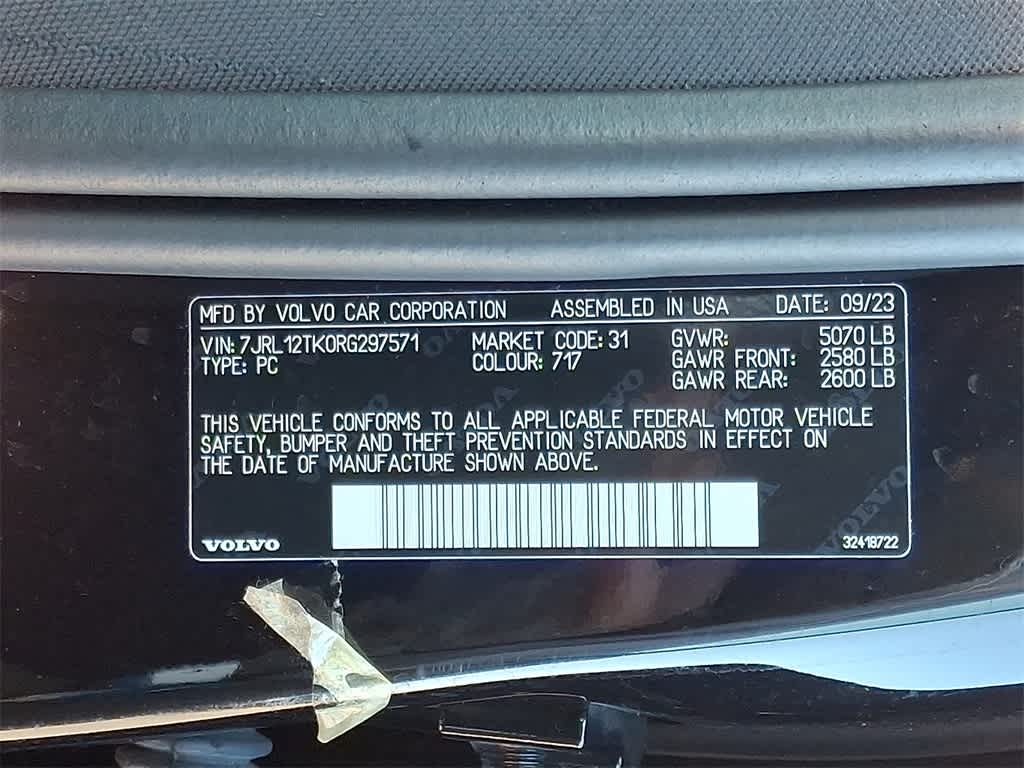 MFD BY VOLVO CAR CORPORATION ASSEMBLED IN USA DATE: 09/23
VIN: 7JRL12TK0RG297571 MARKET CODE: 31 GVWR: 5070 LB
TYPE: PC COLOUR: 717 GAWR FRONT: 2580 LB
GAWR REAR: 2600 LB
THIS VEHICLE CONFORMS TO ALL APPLICABLE FEDERAL MOTOR VEHICLE
SAFETY, BUMPER AND THEFT PREVENTION STANDARDS IN EFFECT ON
THE DATE OF MANUFACTURE SHOWN ABOVE.
VOLVO 32418722